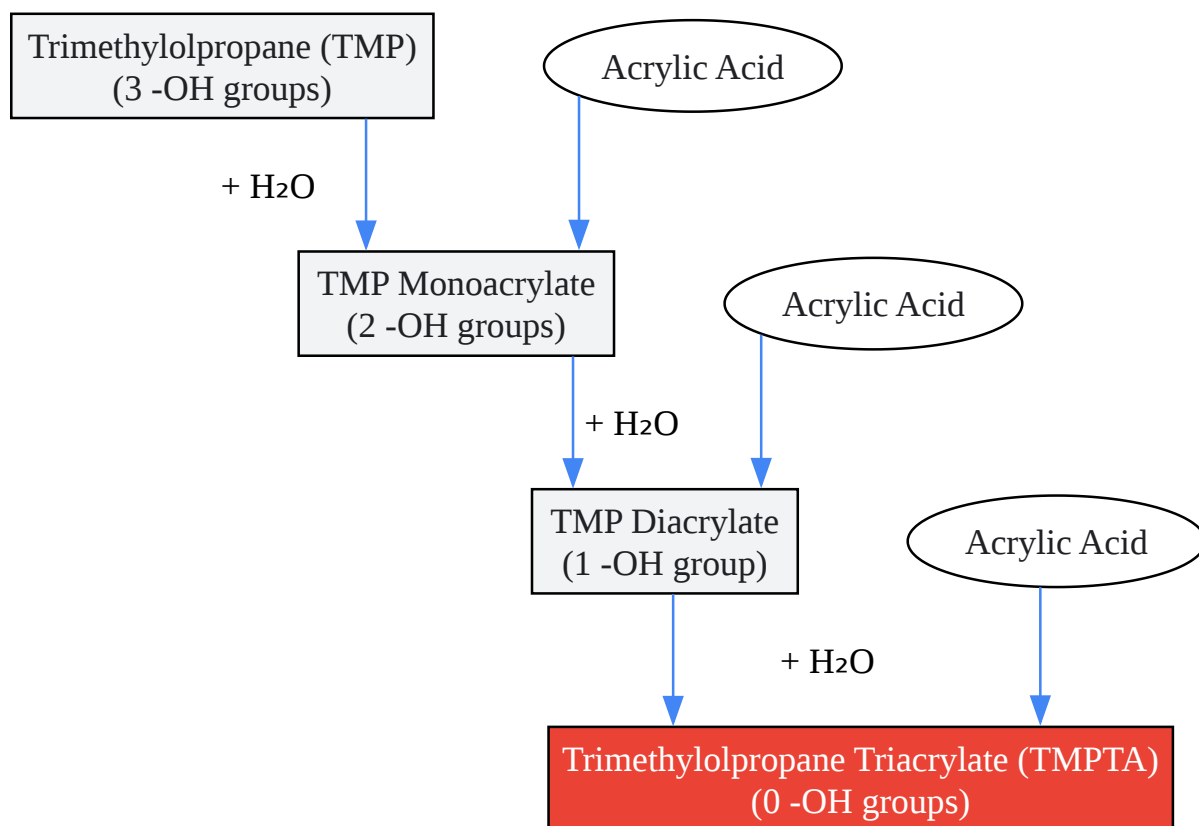 Trimethylolpropane (TMP)
(3 -OH groups)
Acrylic Acid
+ H₂O
TMP Monoacrylate
(2 -OH groups)
Acrylic Acid
+ H₂O
TMP Diacrylate
(1 -OH group)
Acrylic Acid
+ H₂O
Trimethylolpropane Triacrylate (TMPTA)
(0 -OH groups)